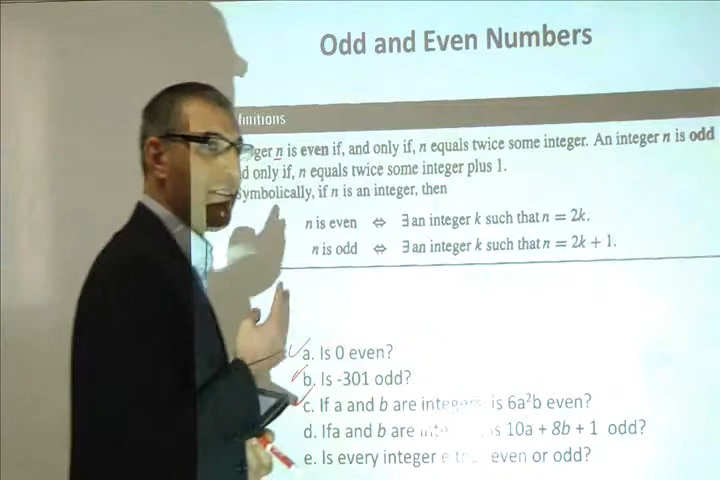 Odd and Even Numbers
finitions
ger n is even if, and only if, n equals twice some integer. An integer n is odd
d only if, n equals twice some integer plus 1.
Symbolically, if n is an integer, then
n is even ⇔ ∃ an integer k such that n = 2k.
n is odd ⇔ ∃ an integer k such that n = 2k + 1.
a. Is 0 even?
b. Is -301 odd?
c. If a and b are integers, is 6a²b even?
d. Ifa and b are is 10a + 8b + 1 odd?
e. Is every integer even or odd?